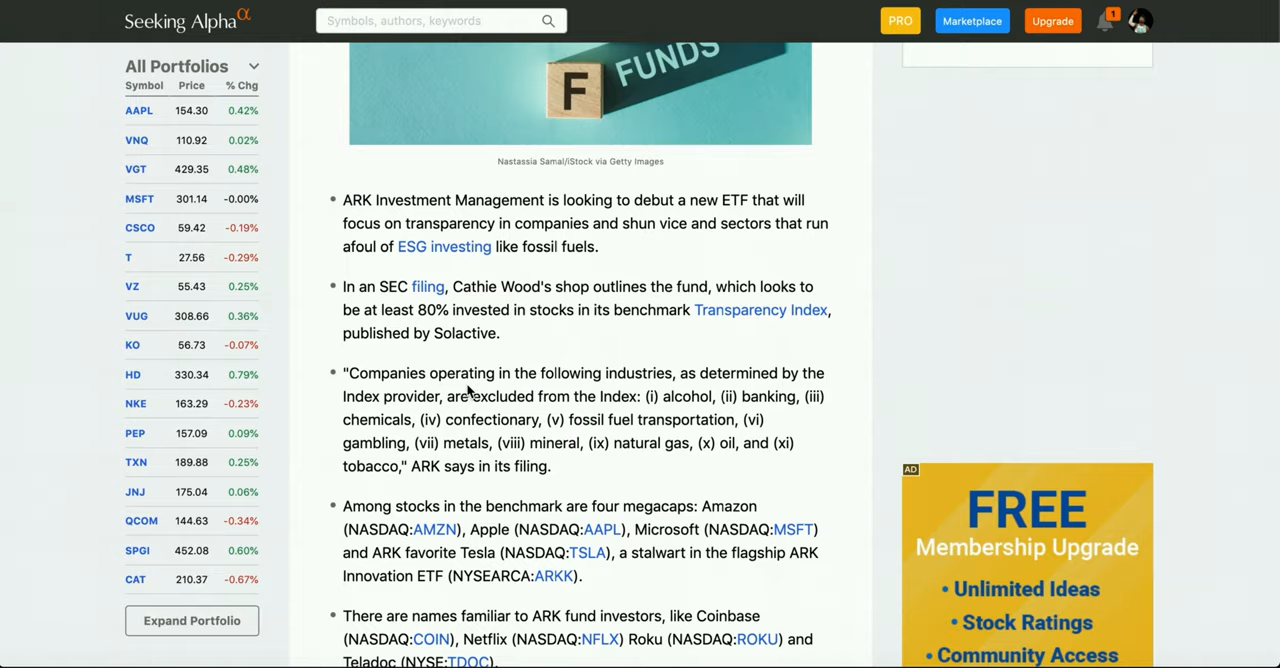 Seeking Alpha α
Symbols, authors, keywords
PRO
Marketplace
Upgrade
1
All Portfolios
Symbol Price % Chg
AAPL 154.30 0.42%
VNQ 110.92 0.02%
VGT 429.35 0.48%
MSFT 301.14 -0.00%
CSCO 59.42 -0.19%
T 27.56 -0.29%
VZ 55.43 0.25%
VUG 308.66 0.36%
KO 56.73 -0.07%
HD 330.34 0.79%
NKE 163.29 -0.23%
PEP 157.09 0.09%
TXN 189.88 0.25%
JNJ 175.04 0.06%
QCOM 144.63 -0.34%
SPGI 452.08 0.60%
CAT 210.37 -0.67%
Expand Portfolio
F FUNDS
Nastassia Samal/iStock via Getty Images
• ARK Investment Management is looking to debut a new ETF that will
focus on transparency in companies and shun vice and sectors that run
afoul of ESG investing like fossil fuels.
• In an SEC filing, Cathie Wood's shop outlines the fund, which looks to
be at least 80% invested in stocks in its benchmark Transparency Index,
published by Solactive.
• "Companies operating in the following industries, as determined by the
Index provider, are excluded from the Index: (i) alcohol, (ii) banking, (iii)
chemicals, (iv) confectionary, (v) fossil fuel transportation, (vi)
gambling, (vii) metals, (viii) mineral, (ix) natural gas, (x) oil, and (xi)
tobacco," ARK says in its filing.
• Among stocks in the benchmark are four megacaps: Amazon
(NASDAQ:AMZN), Apple (NASDAQ:AAPL), Microsoft (NASDAQ:MSFT)
and ARK favorite Tesla (NASDAQ:TSLA), a stalwart in the flagship ARK
Innovation ETF (NYSEARCA:ARKK).
• There are names familiar to ARK fund investors, like Coinbase
(NASDAQ:COIN), Netflix (NASDAQ:NFLX) Roku (NASDAQ:ROKU) and
Teladoc (NYSE:TDOC).
AD
FREE
Membership Upgrade
• Unlimited Ideas
• Stock Ratings
• Community Access